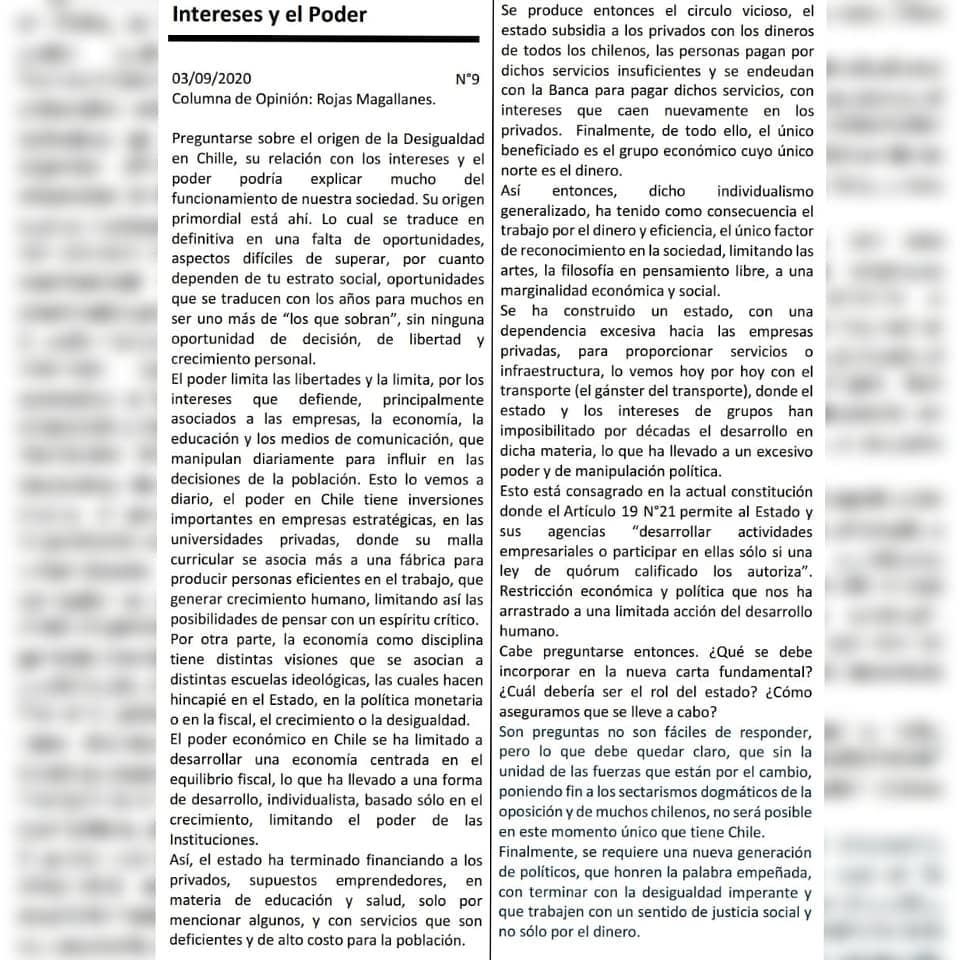 Intereses y el Poder
03/09/2020 N°9
Columna de Opinión: Rojas Magallanes.
Preguntarse sobre el origen de la Desigualdad
en Chille, su relación con los intereses y el
poder podría explicar mucho del
funcionamiento de nuestra sociedad. Su origen
primordial está ahí. Lo cual se traduce en
definitiva en una falta de oportunidades,
aspectos difíciles de superar, por cuanto
dependen de tu estrato social, oportunidades
que se traducen con los años para muchos en
ser uno más de “los que sobran”, sin ninguna
oportunidad de decisión, de libertad y
crecimiento personal.
El poder limita las libertades y la limita, por los
intereses que defiende, principalmente
asociados a las empresas, la economía, la
educación y los medios de comunicación, que
manipulan diariamente para influir en las
decisiones de la población. Esto lo vemos a
diario, el poder en Chile tiene inversiones
importantes en empresas estratégicas, en las
universidades privadas, donde su malla
curricular se asocia más a una fábrica para
producir personas eficientes en el trabajo, que
generar crecimiento humano, limitando así las
posibilidades de pensar con un espíritu crítico.
Por otra parte, la economía como disciplina
tiene distintas visiones que se asocian a
distintas escuelas ideológicas, las cuales hacen
hincapié en el Estado, en la política monetaria
o en la fiscal, el crecimiento o la desigualdad.
El poder económico en Chile se ha limitado a
desarrollar una economía centrada en el
equilibrio fiscal, lo que ha llevado a una forma
de desarrollo, individualista, basado sólo en el
crecimiento, limitando el poder de las
Instituciones.
Así, el estado ha terminado financiando a los
privados, supuestos emprendedores, en
materia de educación y salud, solo por
mencionar algunos, y con servicios que son
deficientes y de alto costo para la población.
Se produce entonces el circulo vicioso, el
estado subsidia a los privados con los dineros
de todos los chilenos, las personas pagan por
dichos servicios insuficientes y se endeudan
con la Banca para pagar dichos servicios, con
intereses que caen nuevamente en los
privados. Finalmente, de todo ello, el único
beneficiado es el grupo económico cuyo único
norte es el dinero.
Así entonces, dicho individualismo
generalizado, ha tenido como consecuencia el
trabajo por el dinero y eficiencia, el único factor
de reconocimiento en la sociedad, limitando las
artes, la filosofía en pensamiento libre, a una
marginalidad económica y social.
Se ha construido un estado, con una
dependencia excesiva hacia las empresas
privadas, para proporcionar servicios o
infraestructura, lo vemos hoy por hoy con el
transporte (el gánster del transporte), donde el
estado y los intereses de grupos han
imposibilitado por décadas el desarrollo en
dicha materia, lo que ha llevado a un excesivo
poder y de manipulación política.
Esto está consagrado en la actual constitución
donde el Artículo 19 N°21 permite al Estado y
sus agencias “desarrollar actividades
empresariales o participar en ellas sólo si una
ley de quórum calificado los autoriza”.
Restricción económica y política que nos ha
arrastrado a una limitada acción del desarrollo
humano.
Cabe preguntarse entonces. ¿Qué se debe
incorporar en la nueva carta fundamental?
¿Cuál debería ser el rol del estado? ¿Cómo
aseguramos que se lleve a cabo?
Son preguntas no son fáciles de responder,
pero lo que debe quedar claro, que sin la
unidad de las fuerzas que están por el cambio,
poniendo fin a los sectarismos dogmáticos de la
oposición y de muchos chilenos, no será posible
en este momento único que tiene Chile.
Finalmente, se requiere una nueva generación
de políticos, que honren la palabra empeñada,
con terminar con la desigualdad imperante y
que trabajen con un sentido de justicia social y
no sólo por el dinero.